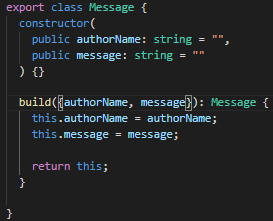 export class Message {
constructor(
public authorName: string = "",
public message: string = ""
) {}
build({authorName, message}): Message {
this.authorName = authorName;
this.message = message;
return this;
}
}